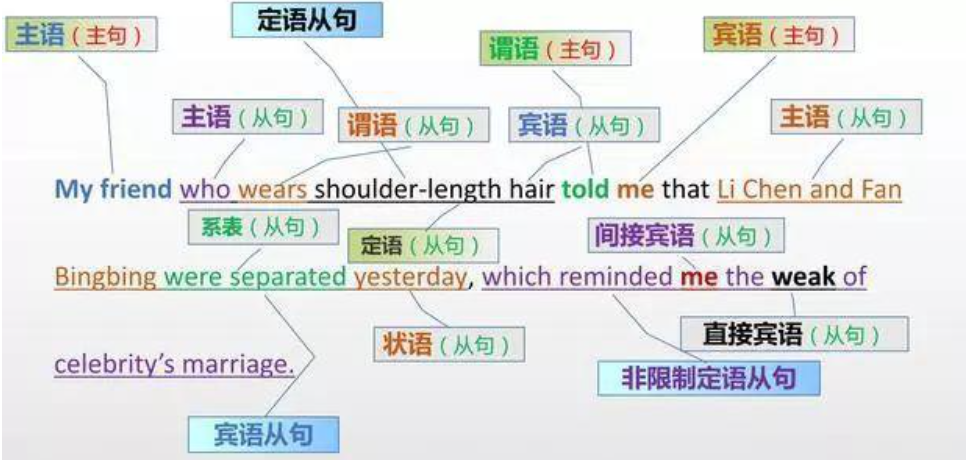 定语从句
主语（主句）
谓语（主句）
宾语（主句）
主语（从句）
谓语（从句）
宾语（从句）
主语（从句）
My friend who wears shoulder-length hair told me that Li Chen and Fan
系表（从句）
定语（从句）
间接宾语（从句）
Bingbing were separated yesterday, which reminded me the weak of
状语（从句）
直接宾语（从句）
celebrity’s marriage.
非限制定语从句
宾语从句